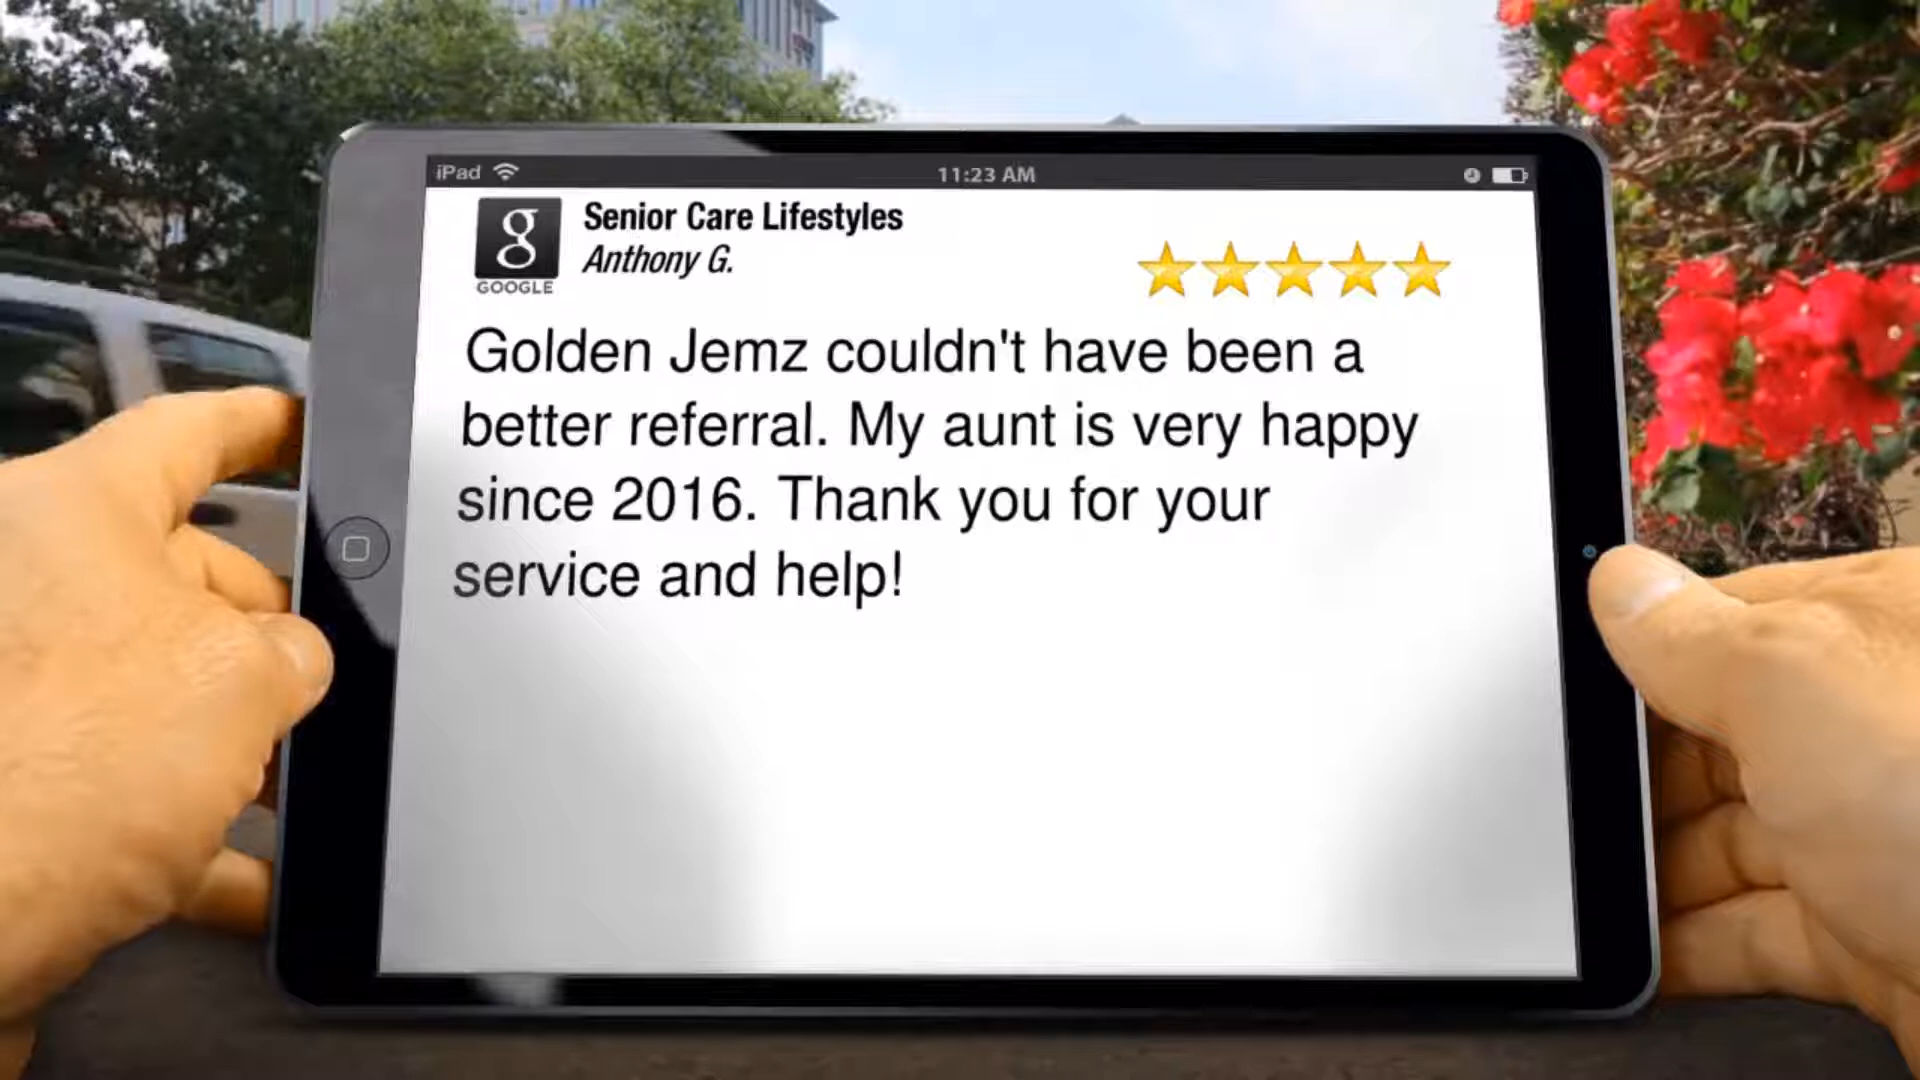 iPad
11:23 AM
g
GOOGLE
Senior Care Lifestyles
Anthony G.
Golden Jemz couldn't have been a
better referral. My aunt is very happy
since 2016. Thank you for your
service and help!